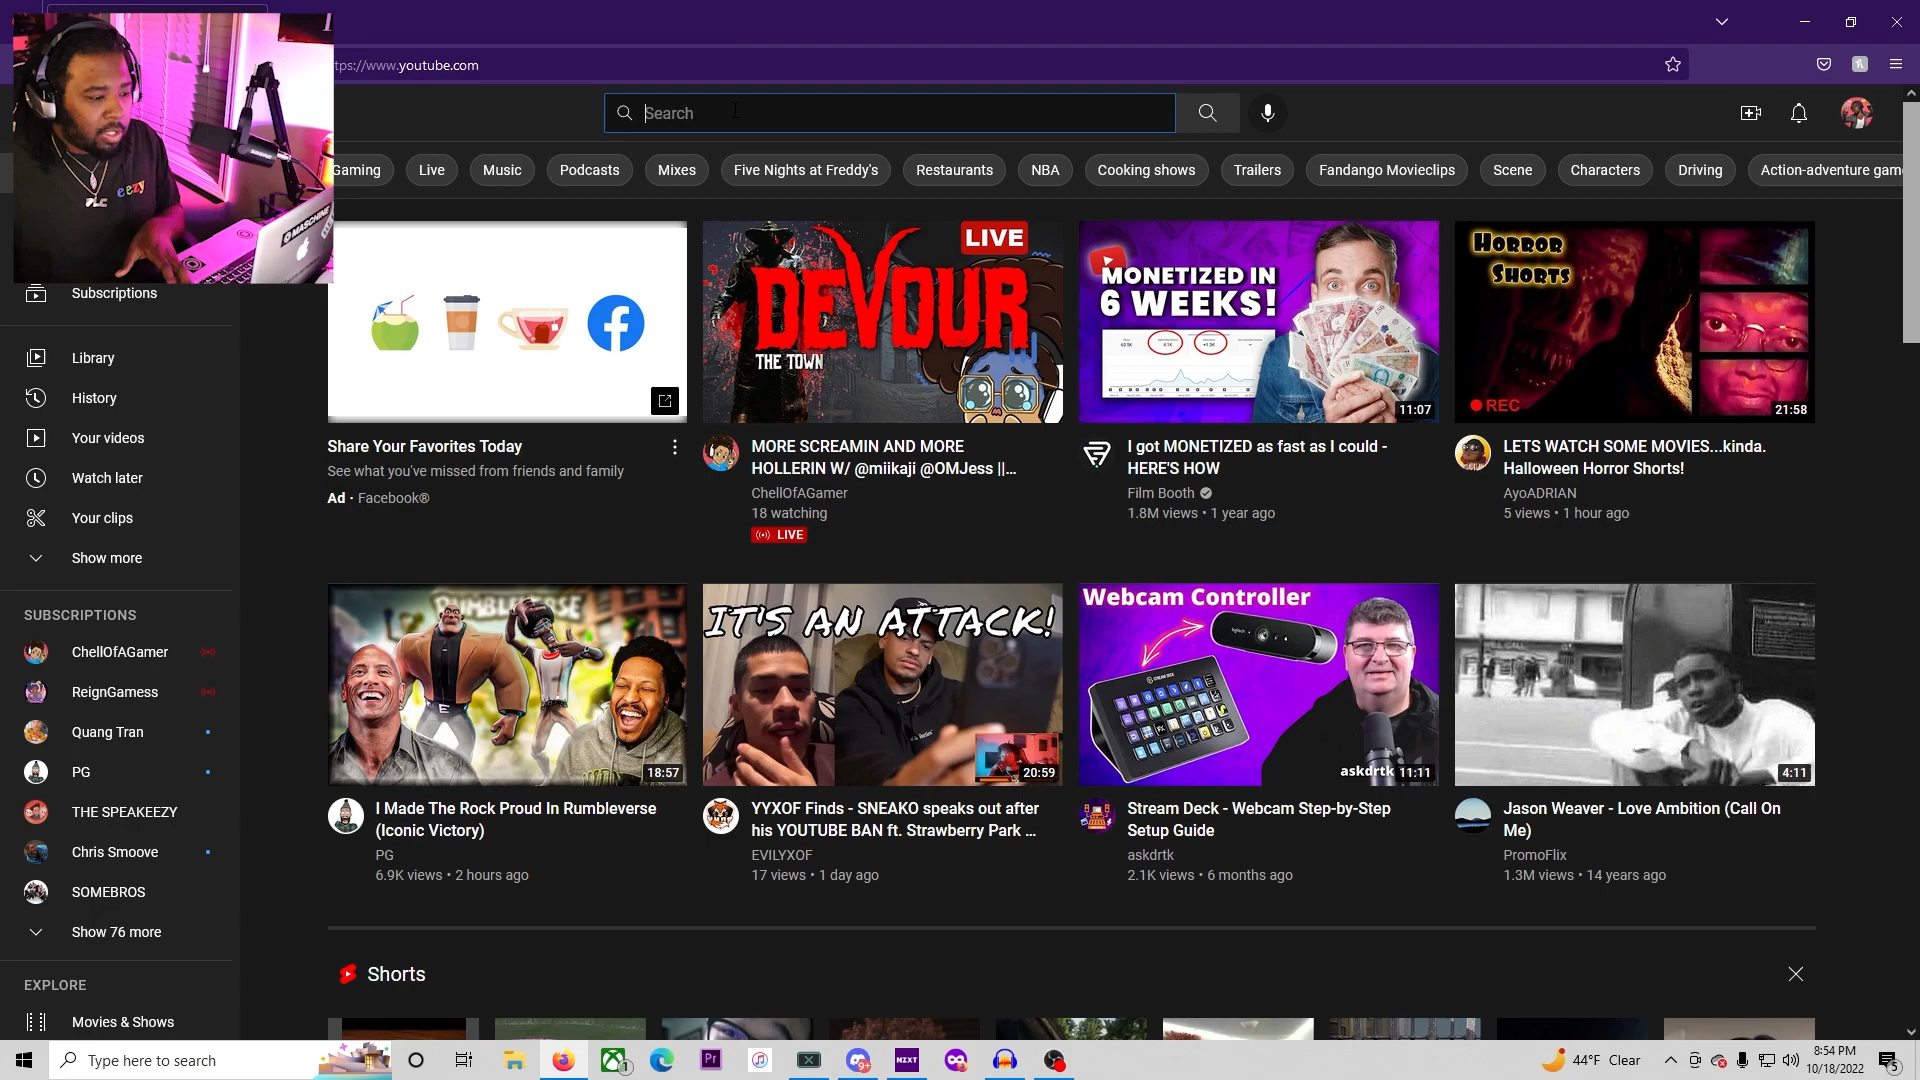 tps://www.youtube.com
Search
Gaming
Live
Music
Podcasts
Mixes
Five Nights at Freddy's
Restaurants
NBA
Cooking shows
Trailers
Fandango Movieclips
Scene
Characters
Driving
Action-adventure gam
eezy
MASCHINE
Subscriptions
Library
History
Your videos
Watch later
Your clips
Show more
SUBSCRIPTIONS
ChellOfAGamer
ReignGamess
Quang Tran
PG
THE SPEAKEEZY
Chris Smoove
SOMEBROS
Show 76 more
EXPLORE
Movies & Shows
Share Your Favorites Today
See what you've missed from friends and family
Ad • Facebook®
LIVE
DEVOUR
THE TOWN
MORE SCREAMIN AND MORE
HOLLERIN W/ @miikaji @OMJess ||...
ChellOfAGamer
18 watching
LIVE
MONETIZED IN
6 WEEKS!
11:07
I got MONETIZED as fast as I could -
HERE'S HOW
Film Booth
1.8M views • 1 year ago
HORROR
SHORTS
REC
21:58
LETS WATCH SOME MOVIES...kinda.
Halloween Horror Shorts!
AyoADRIAN
5 views • 1 hour ago
RUMBLEVERSE
18:57
I Made The Rock Proud In Rumbleverse
(Iconic Victory)
PG
6.9K views • 2 hours ago
IT'S AN ATTACK!
20:59
YYXOF Finds - SNEAKO speaks out after
his YOUTUBE BAN ft. Strawberry Park ...
EVILYXOF
17 views • 1 day ago
Webcam Controller
askdrtk
11:11
Stream Deck - Webcam Step-by-Step
Setup Guide
askdrtk
2.1K views • 6 months ago
4:11
Jason Weaver - Love Ambition (Call On
Me)
PromoFlix
1.3M views • 14 years ago
Shorts
Type here to search
1
Pr
9+
NZXT
44°F Clear
8:54 PM
10/18/2022
5